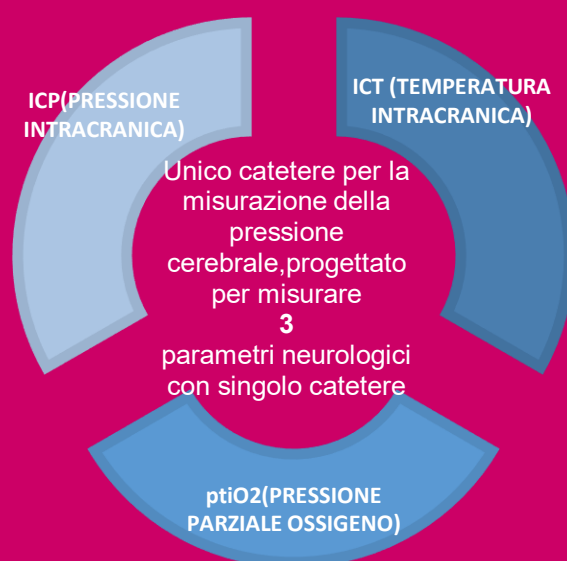 ICP(PRESSIONE
INTRACRANICA)
ICT (TEMPERATURA
INTRACRANICA)
Unico catetere per la
misurazione della
pressione
cerebrale,progettato
per misurare
3
parametri neurologici
con singolo catetere
ptiO2(PRESSIONE
PARZIALE OSSIGENO)